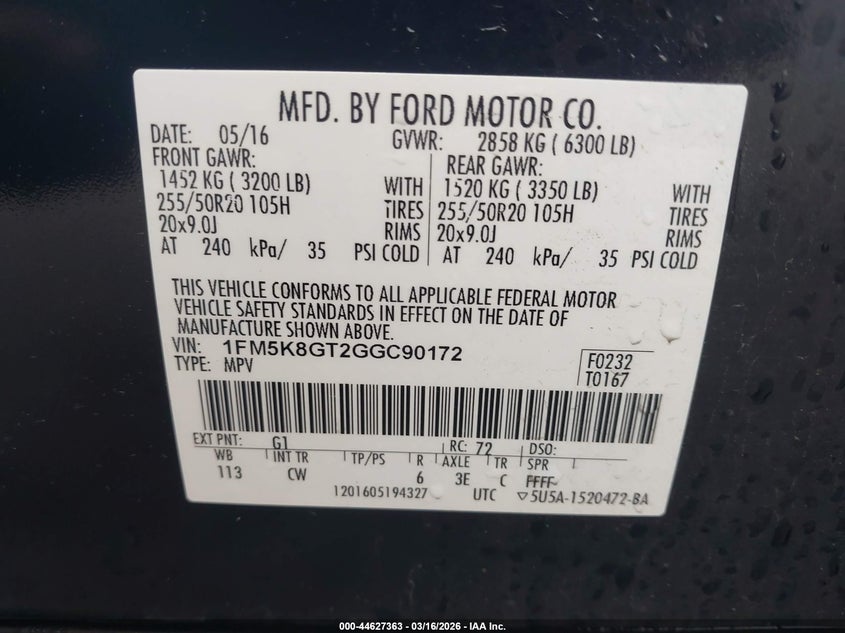 MFD. BY FORD MOTOR CO.
DATE: 05/16 GVWR: 2858 KG ( 6300 LB)
FRONT GAWR: REAR GAWR:
1452 KG ( 3200 LB) WITH 1520 KG ( 3350 LB) WITH
255/50R20 105H TIRES 255/50R20 105H TIRES
20x9.0J RIMS 20x9.0J RIMS
AT 240 kPa/ 35 PSI COLD AT 240 kPa/ 35 PSI COLD
THIS VEHICLE CONFORMS TO ALL APPLICABLE FEDERAL MOTOR
VEHICLE SAFETY STANDARDS IN EFFECT ON THE DATE OF
MANUFACTURE SHOWN ABOVE.
VIN: 1FM5K8GT2GGC90172 F0232
TYPE: MPV T0167
EXT PNT: G1 RC: 72 DSO:
WB INT TR TP/PS R AXLE TR SPR
113 CW 6 3E C FFFF
1201605194327 UTC ▽5U5A-1520472-BA
000-44627363 - 03/16/2026 - IAA Inc.